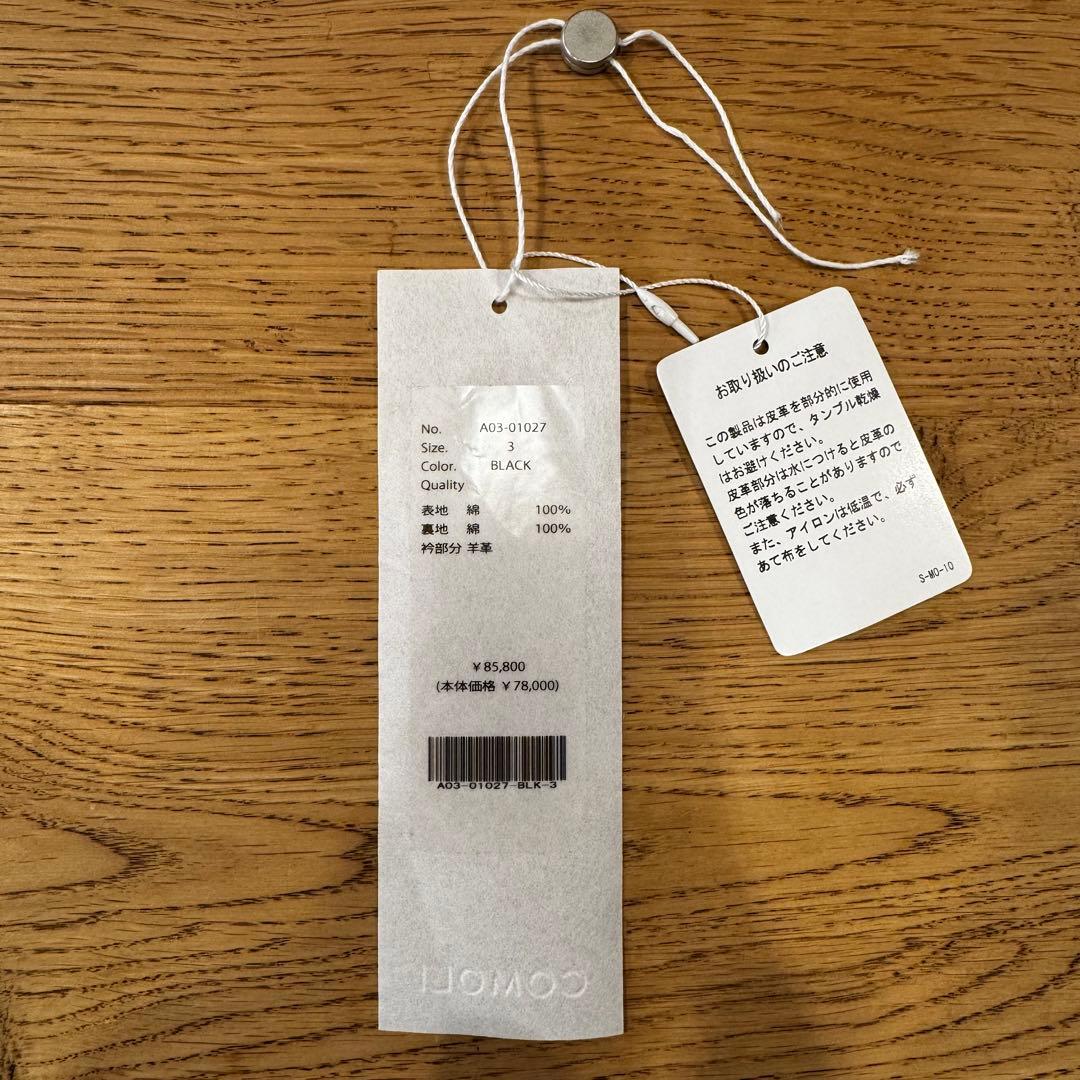 No. A03-01027
Size. 3
Color. BLACK
Quality
表地 綿 100%
裏地 綿 100%
衿部分 羊革
￥85,800
(本体価格 ￥78,000)
A03-01027-BLK-3
COMOLI
お取り扱いのご注意
この製品は皮革を部分的に使用
していますので、タンブル乾燥
はお避けください。
皮革部分は水につけると皮革の
色が落ちることがありますので
ご注意ください。
また、アイロンは低温で、必ず
あて布をしてください。
S-MO-10